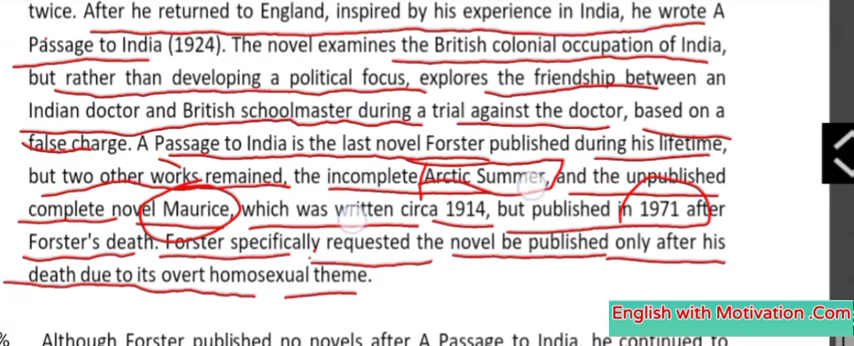 twice. After he returned to England, inspired by his experience in India, he wrote A
Passage to India (1924). The novel examines the British colonial occupation of India,
but rather than developing a political focus, explores the friendship between an
Indian doctor and British schoolmaster during a trial against the doctor, based on a
false charge. A Passage to India is the last novel Forster published during his lifetime,
but two other works remained, the incomplete Arctic Summer, and the unpublished
complete novel Maurice, which was written circa 1914, but published in 1971 after
Forster's death. Forster specifically requested the novel be published only after his
death due to its overt homosexual theme.
English with Motivation .Com
% Although Forster published no novels after A Passage to India, he continued to